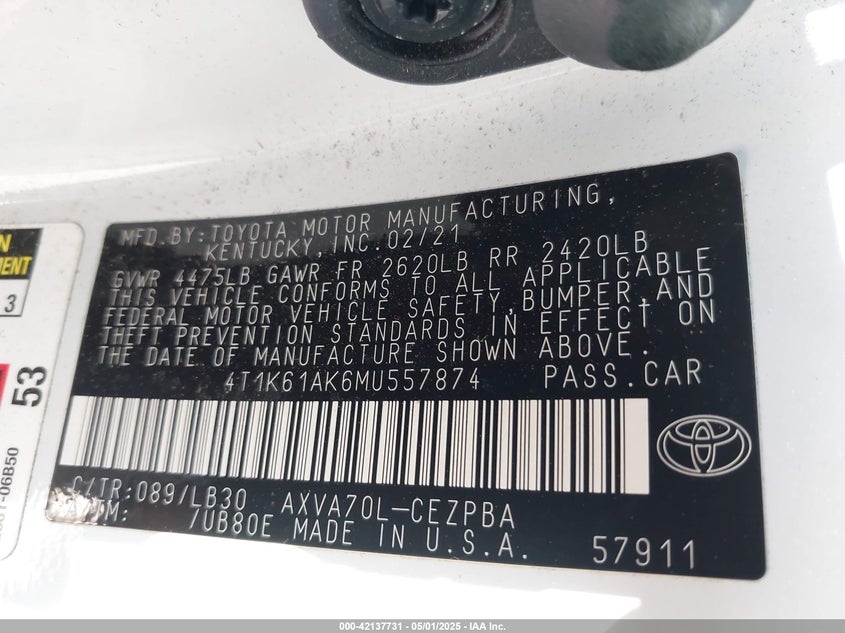 MFD. BY: TOYOTA MOTOR MANUFACTURING,
KENTUCKY, INC. 02/21
GVWR 4475LB GAWR FR 2620LB RR 2420LB
THIS VEHICLE CONFORMS TO ALL APPLICABLE
FEDERAL MOTOR VEHICLE SAFETY, BUMPER, AND
THEFT PREVENTION STANDARDS IN EFFECT ON
THE DATE OF MANUFACTURE SHOWN ABOVE.
4T1K61AK6MU557874 PASS. CAR
C/TR: 089/LB30 AXVA70L-CEZPBA
/UB80E MADE IN U.S.A. 57911
3
53
06B50
000-42137731 - 05/01/2025 - IAA Inc.